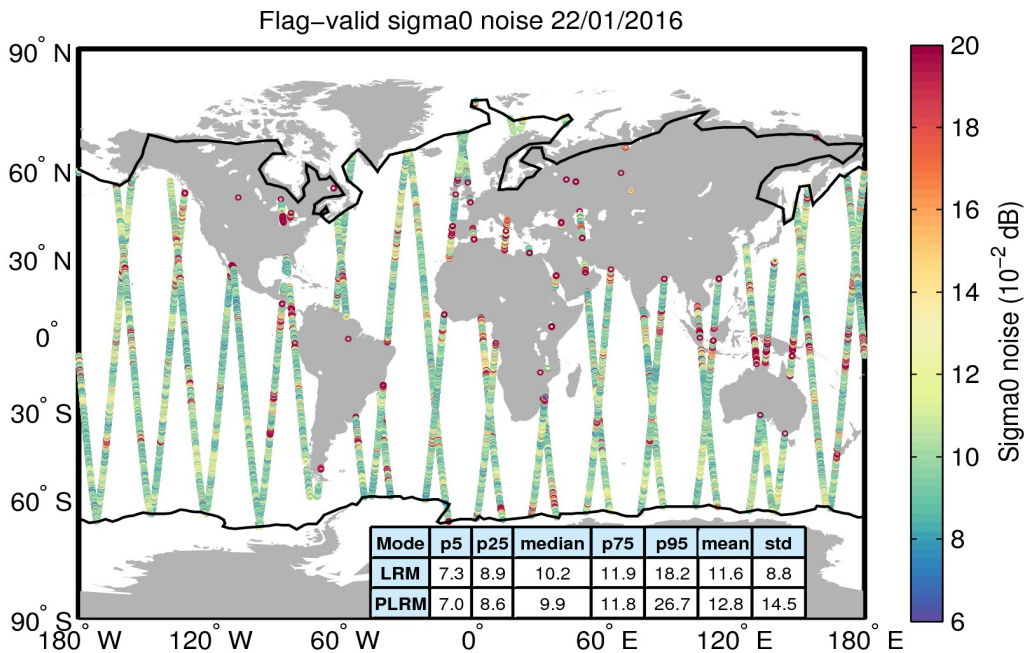 Flag−valid sigma0 noise 22/01/2016
90° N
60° N
30° N
0°
30° S
60° S
90° S
180° W
120° W
60° W
0°
60° E
120° E
180° E
20
18
16
14
12
10
8
6
Sigma0 noise (10⁻² dB)
Mode p5 p25 median p75 p95 mean std
LRM 7.3 8.9 10.2 11.9 18.2 11.6 8.8
PLRM 7.0 8.6 9.9 11.8 26.7 12.8 14.5